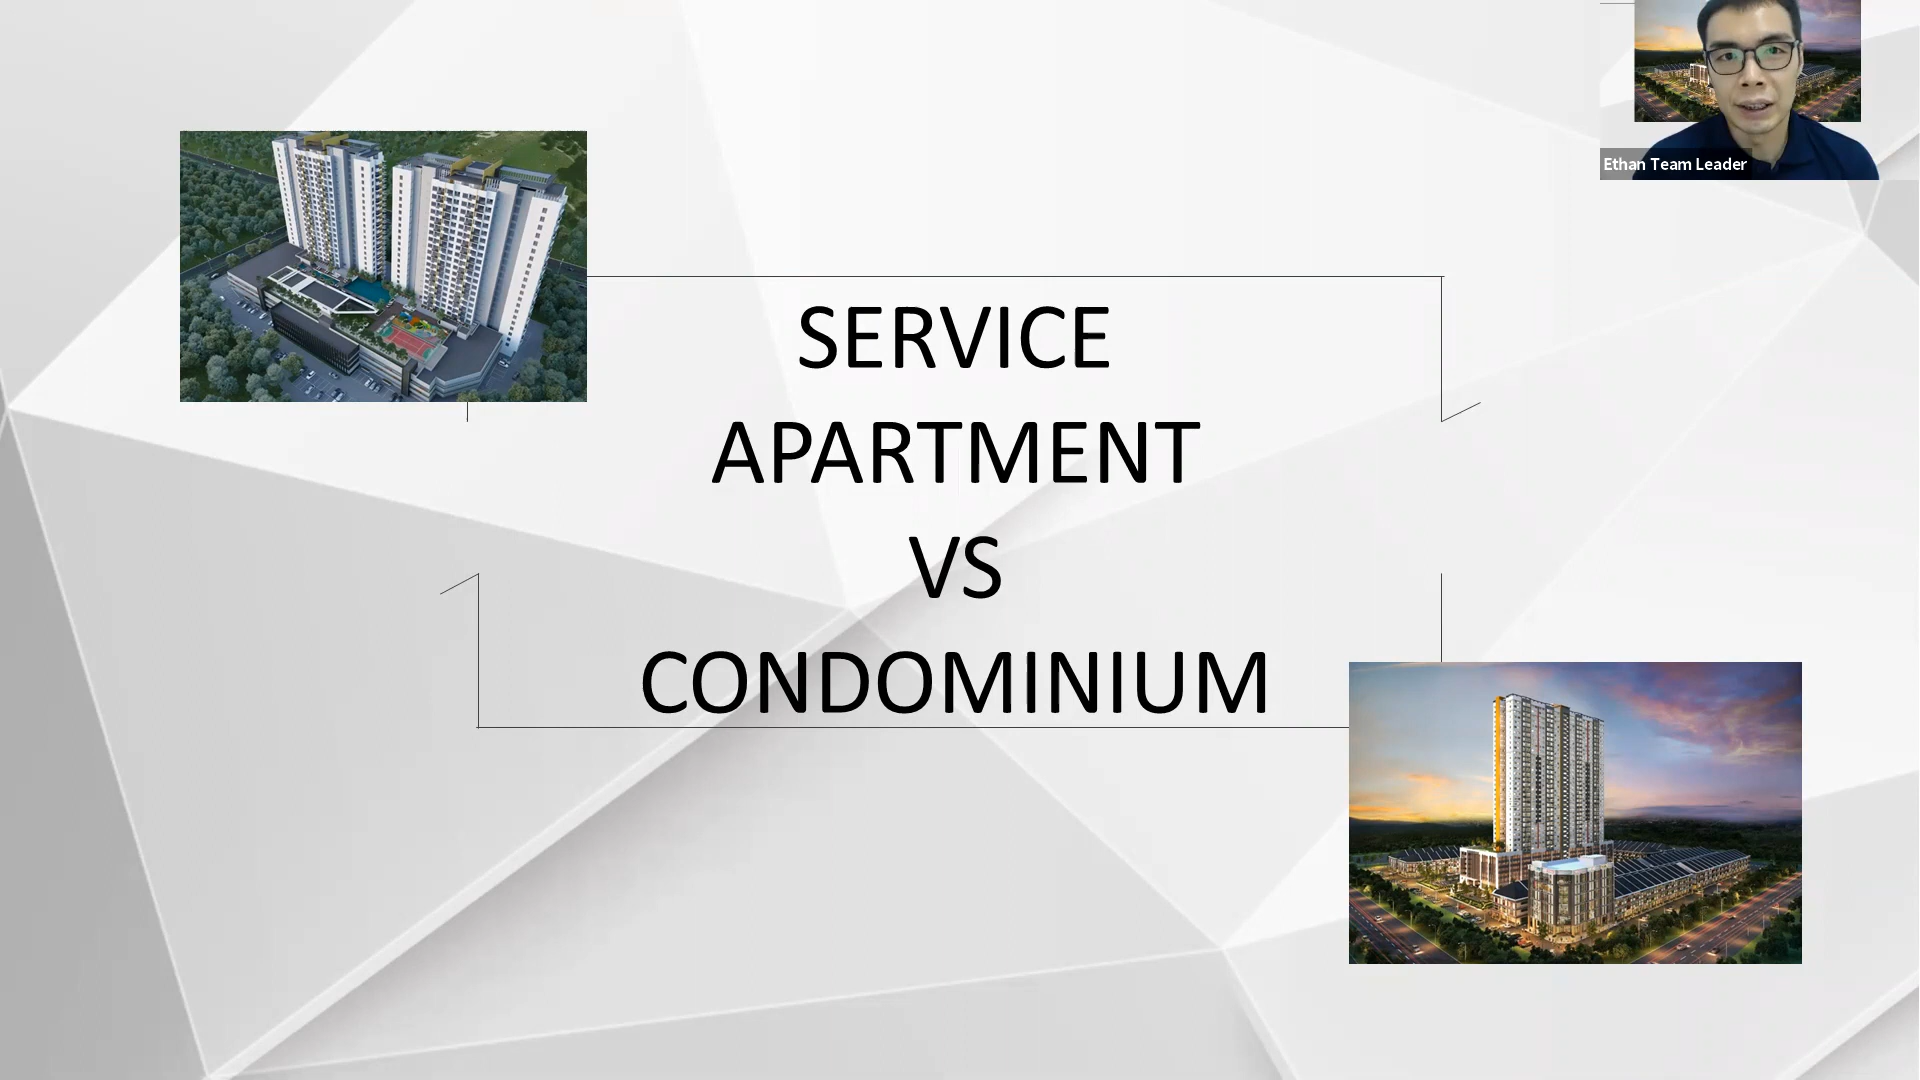 Ethan Team Leader
SERVICE
APARTMENT
VS
CONDOMINIUM